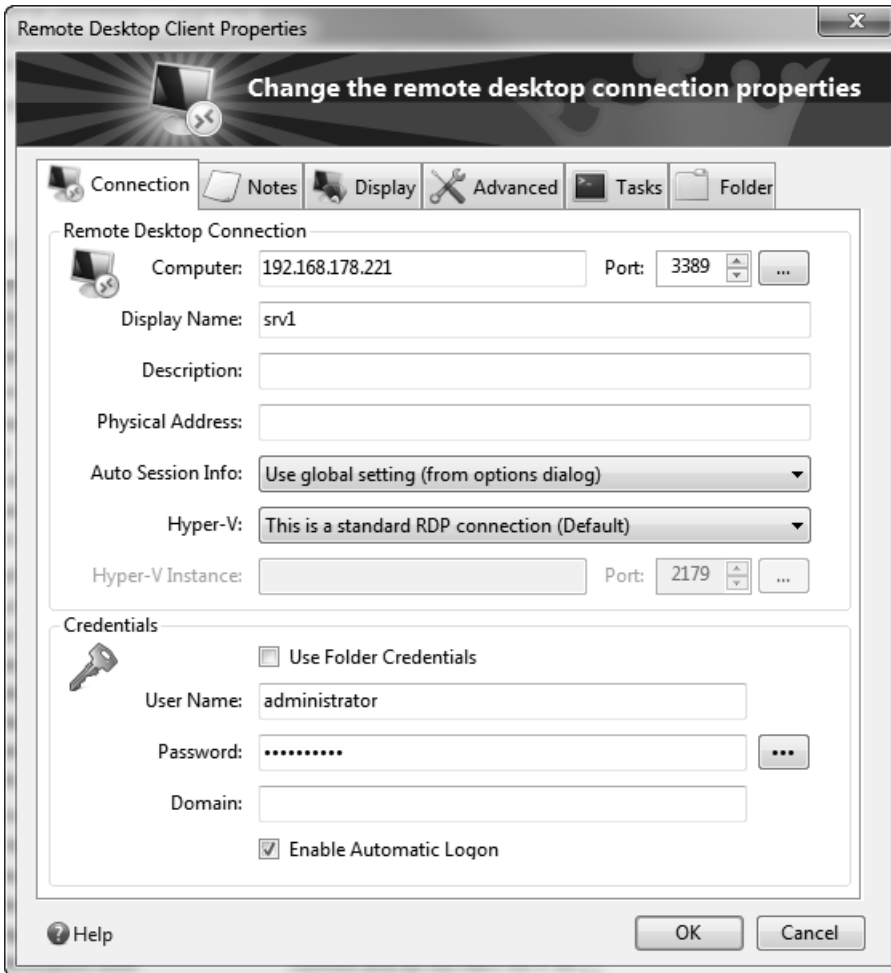 Remote Desktop Client Properties
x
Change the remote desktop connection properties
Connection Notes Display Advanced Tasks Folder
Remote Desktop Connection
Computer: 192.168.178.221 Port: 3389 ...
Display Name: srv1
Description:
Physical Address:
Auto Session Info: Use global setting (from options dialog)
Hyper-V: This is a standard RDP connection (Default)
Hyper-V Instance: Port: 2179 ...
Credentials
Use Folder Credentials
User Name: administrator
Password: •••••••••• •••
Domain:
Enable Automatic Logon
? Help OK Cancel